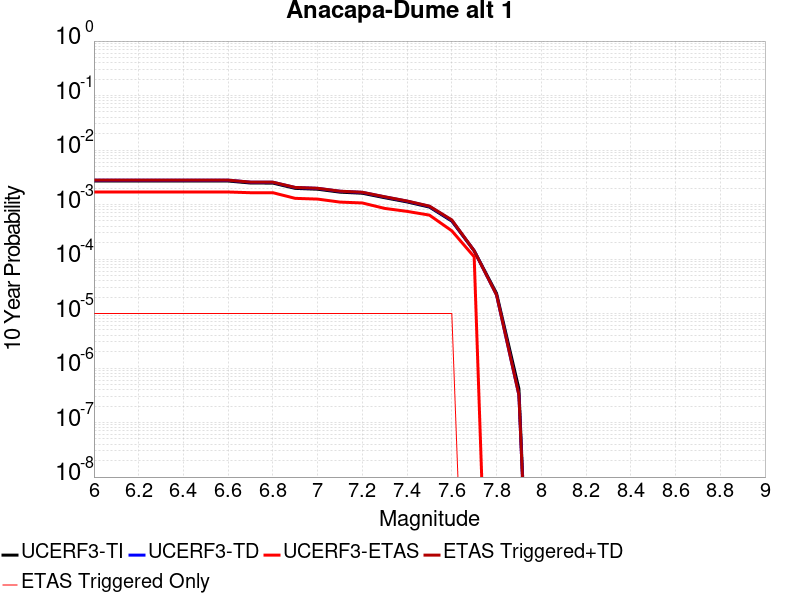 Anacapa-Dume alt 1
10^0
10^-1
10^-2
10^-3
10^-4
10^-5
10^-6
10^-7
10^-8
10 Year Probability
6 6.2 6.4 6.6 6.8 7 7.2 7.4 7.6 7.8 8 8.2 8.4 8.6 8.8 9
Magnitude
UCERF3-TI UCERF3-TD UCERF3-ETAS ETAS Triggered+TD
ETAS Triggered Only